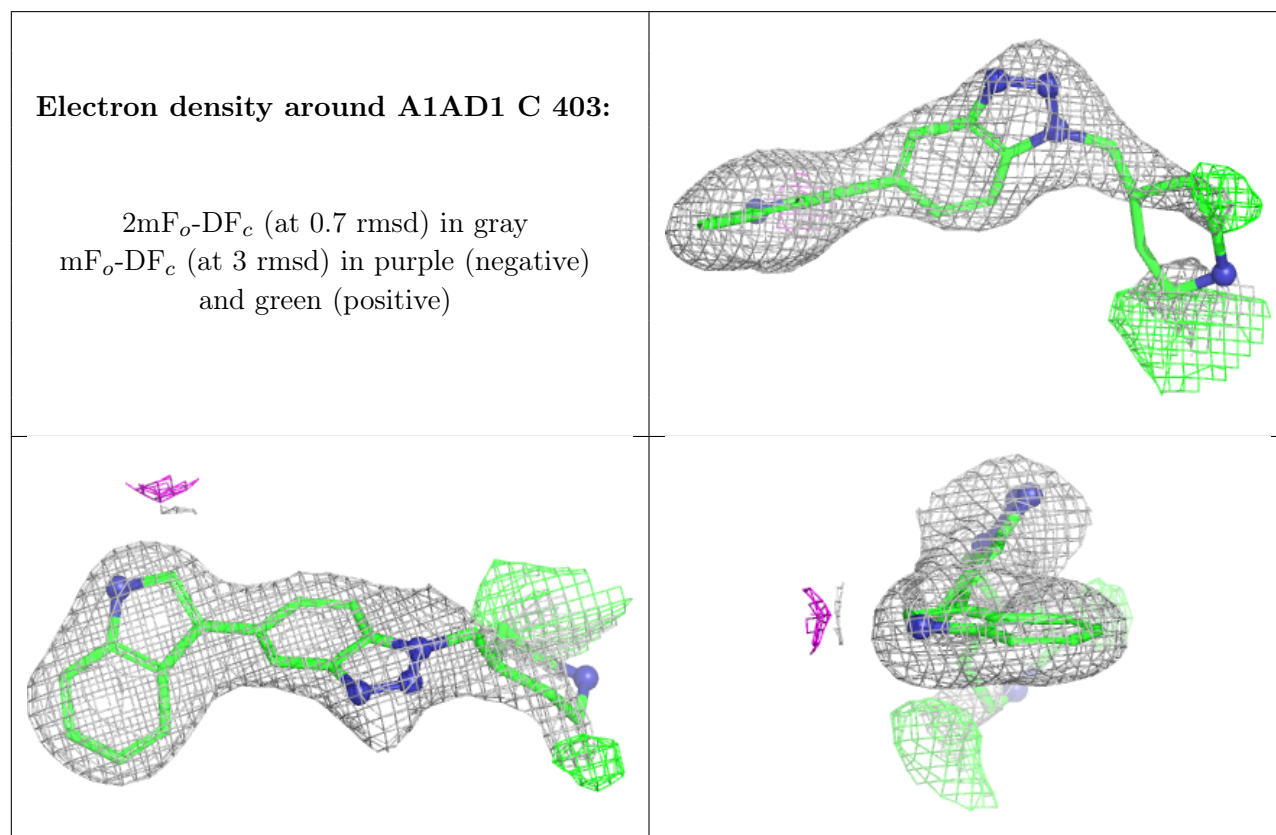 Electron density around A1AD1 C 403:
2mFo-DFc (at 0.7 rmsd) in gray
mFo-DFc (at 3 rmsd) in purple (negative)
and green (positive)